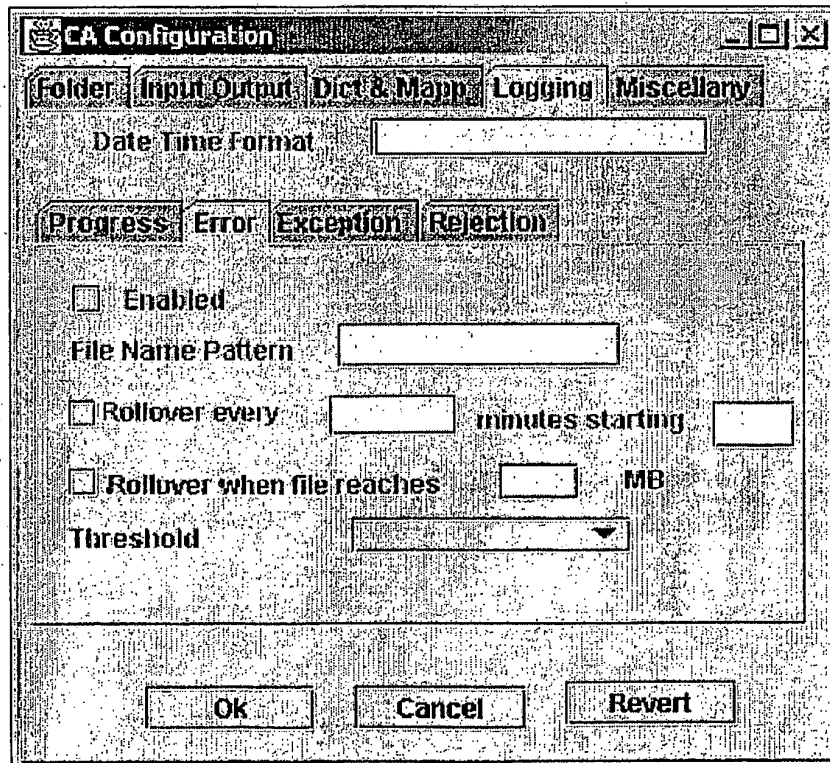 CA Configuration
Folder Input Output Dict & Mapp Logging Miscellany
Date Time Format
Progress Error Exception Rejection
Enabled
File Name Pattern
Rollover every minutes starting
Rollover when file reaches MB
Threshold
Ok Cancel Revert